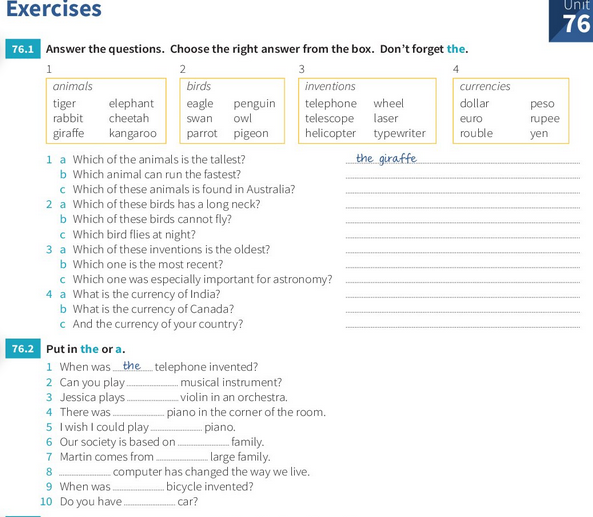 Exercises
Unit
76
76.1 Answer the questions. Choose the right answer from the box. Don't forget the.
1 2 3 4
animals birds inventions currencies
tiger elephant eagle penguin telephone wheel dollar peso
rabbit cheetah swan owl telescope laser euro rupee
giraffe kangaroo parrot pigeon helicopter typewriter rouble yen
1 a Which of the animals is the tallest? the giraffe
b Which animal can run the fastest?
c Which of these animals is found in Australia?
2 a Which of these birds has a long neck?
b Which of these birds cannot fly?
c Which bird flies at night?
3 a Which of these inventions is the oldest?
b Which one is the most recent?
c Which one was especially important for astronomy?
4 a What is the currency of India?
b What is the currency of Canada?
c And the currency of your country?
76.2 Put in the or a.
1 When was the telephone invented?
2 Can you play musical instrument?
3 Jessica plays violin in an orchestra.
4 There was piano in the corner of the room.
5 I wish I could play piano.
6 Our society is based on family.
7 Martin comes from large family.
8 computer has changed the way we live.
9 When was bicycle invented?
10 Do you have car?